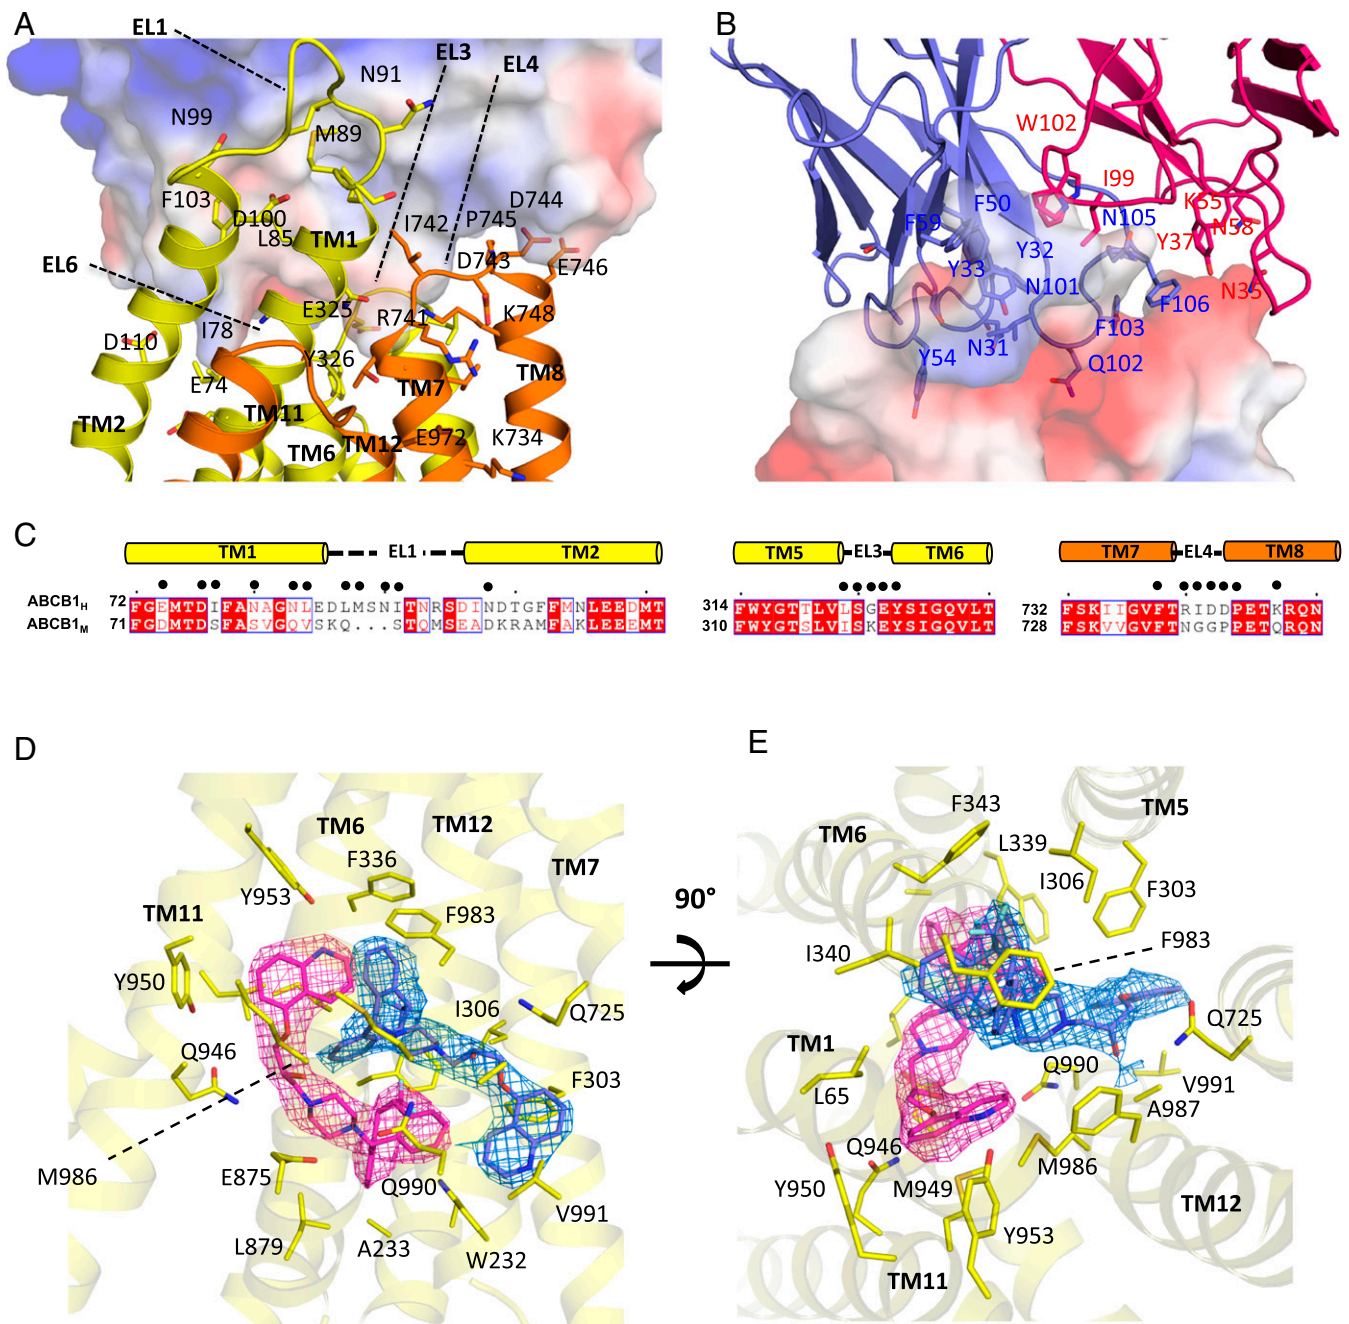 A
EL1
N91
EL3
EL4
N99
M89
F103
D100
L85
TM1
I742
P745
D744
D743
E746
EL6
E325
R741
K748
D110
I78
Y326
E74
TM7
TM8
TM2
TM11
TM6
TM12
E972
K734
B
W102
I99
F50
N105
K55
N58
F59
Y32
Y37
Y33
N101
N35
F106
F103
N31
Y54
Q102
C
TM1 EL1 TM2 TM5 EL3 TM6 TM7 EL4 TM8
ABCB1H 72 FGEMTDIFANAGNLEDLMSNITNRSDINDTGFFMNLEEDMT 314 FWYGTTLVLSGEYSIGQVLT 732 FSKIIGVFTRIDDPETKRQN
ABCB1M 71 FGDMTDSFASVGQVSKQ...STQMSEADKRAMFAKLEEEMT 310 FWYGTSLVISKEYSIGQVLT 728 FSKVVGVFTNGGPPETQRQN
D
TM6
TM12
F336
TM7
Y953
TM11
F983
Y950
I306
Q725
Q946
F303
M986
E875
Q990
V991
L879
A233
W232
90°
E
F343
TM5
TM6
L339
I306
F303
I340
F983
Q725
TM1
Q990
L65
V991
A987
Q946
M986
Y950
M949
TM12
Y953
TM11